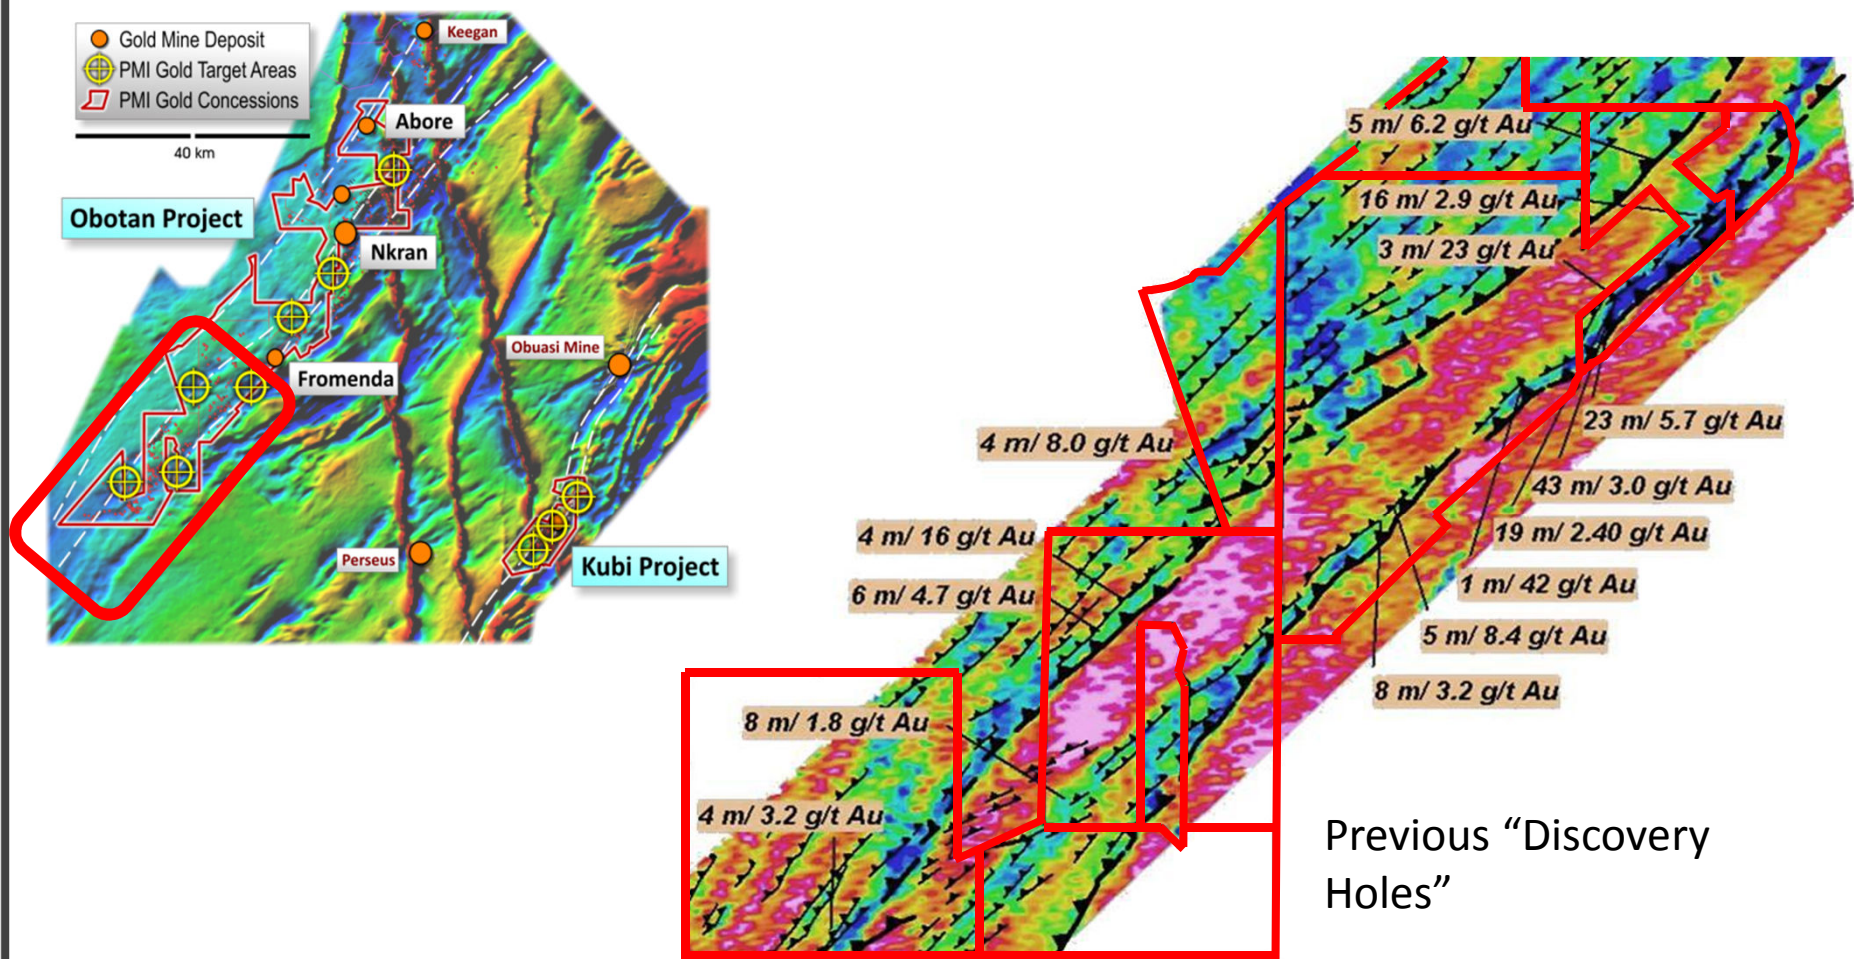 Gold Mine Deposit
PMI Gold Target Areas
PMI Gold Concessions
40 km
Keegan
Abore
Obotan Project
Nkran
Obuasi Mine
Fromenda
Perseus
Kubi Project
5 m/ 6.2 g/t Au
16 m/ 2.9 g/t Au
3 m/ 23 g/t Au
4 m/ 8.0 g/t Au
4 m/ 16 g/t Au
6 m/ 4.7 g/t Au
8 m/ 1.8 g/t Au
4 m/ 3.2 g/t Au
23 m/ 5.7 g/t Au
43 m/ 3.0 g/t Au
19 m/ 2.40 g/t Au
1 m/ 42 g/t Au
5 m/ 8.4 g/t Au
8 m/ 3.2 g/t Au
Previous “Discovery
Holes”